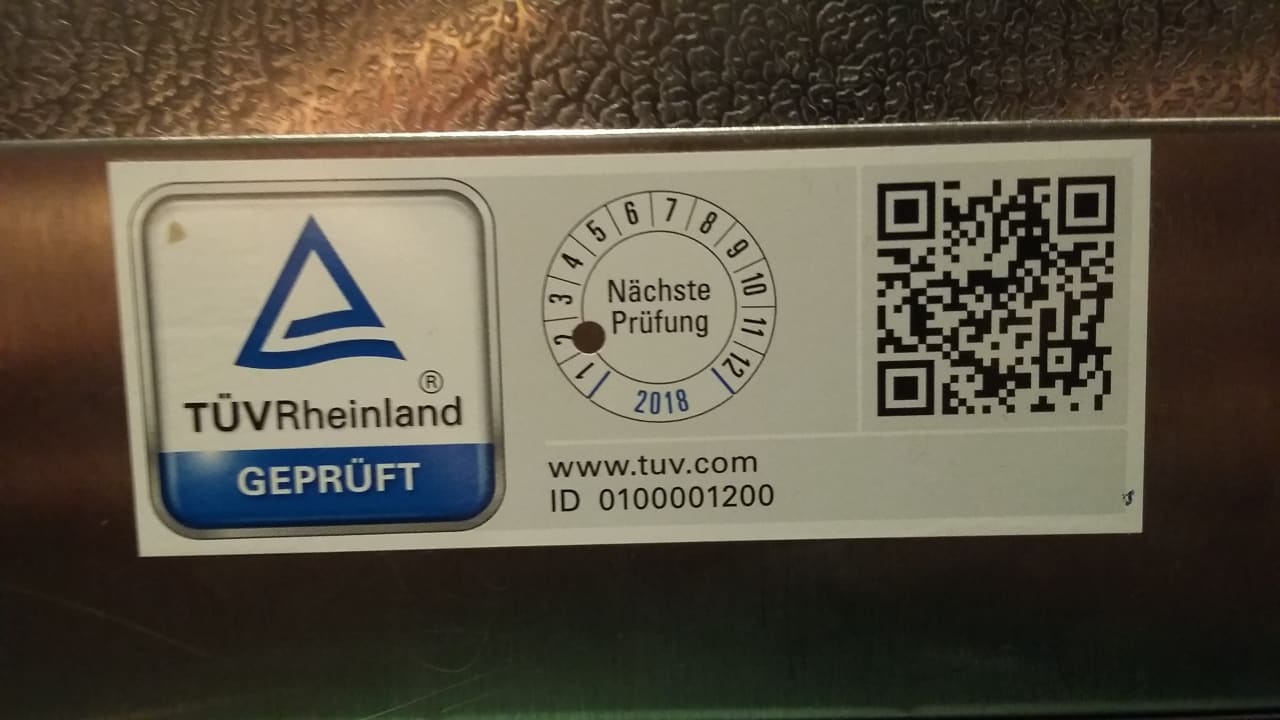 ®
TÜVRheinland
GEPRÜFT
1 2 3 4 5 6 7 8 9 10 11 12
Nächste
Prüfung
2018
www.tuv.com
ID 0100001200